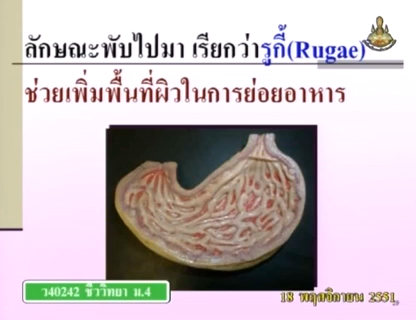 ลักษณะพับไปมา เรียกว่ารูกี้(Rugae)
ช่วยเพิ่มพื้นที่ผิวในการย่อยอาหาร
ว40242 ชีววิทยา ม.4
18 พฤศจิกายน 2551